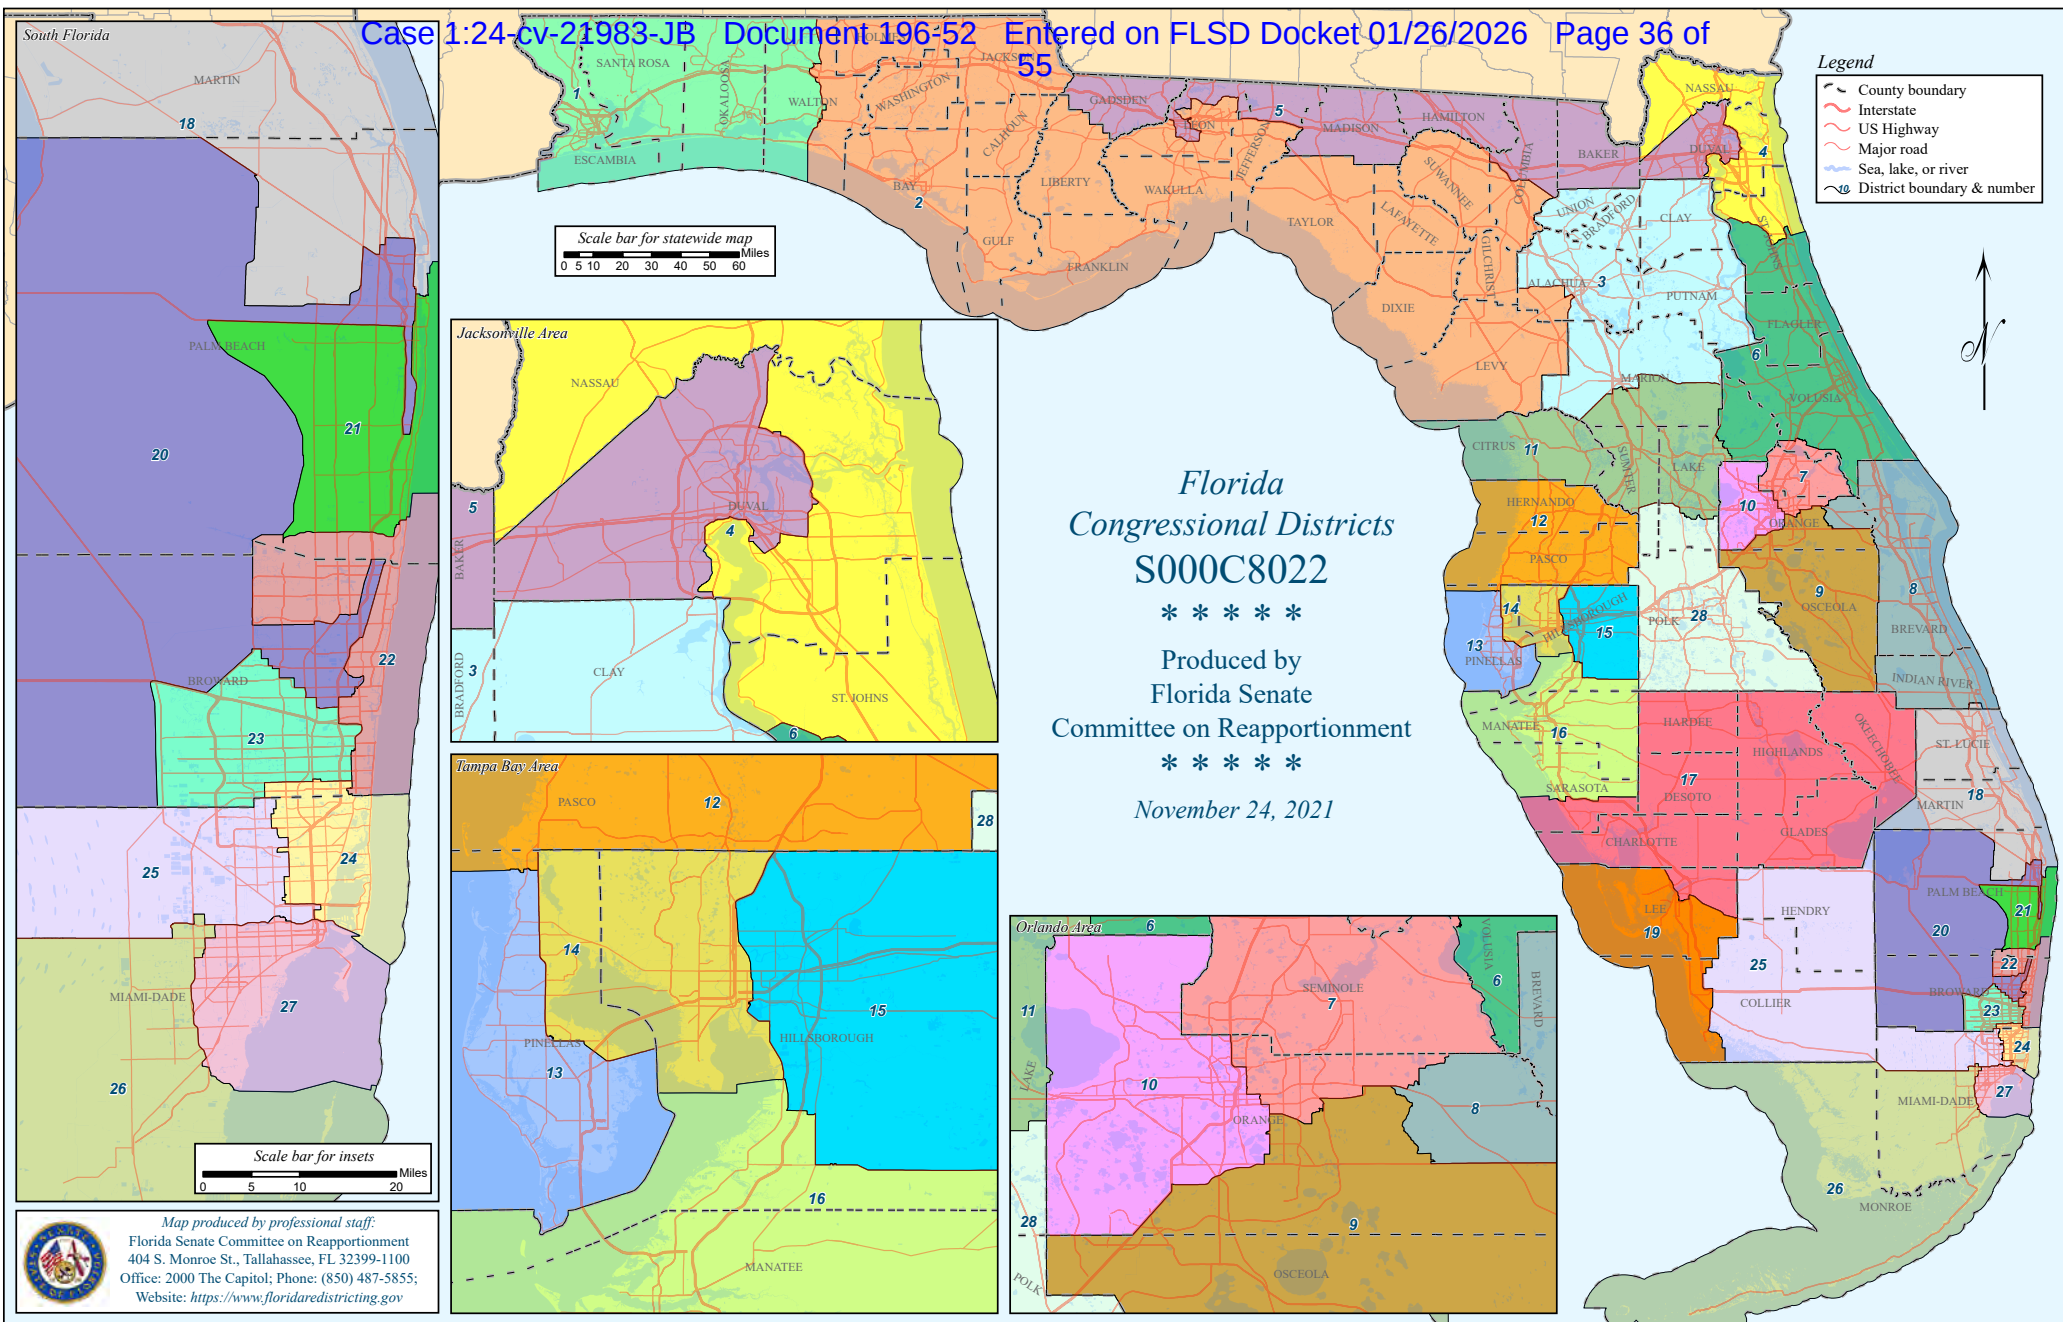 Case 1:24-cv-21983-JB Document 196-52 Entered on FLSD Docket 01/26/2026 Page 36 of
55
South Florida
MARTIN
18
PALM BEACH
20
21
22
BROWARD
23
25
24
MIAMI-DADE
27
26
Scale bar for insets
Miles
0 5 10 20
Map produced by professional staff:
Florida Senate Committee on Reapportionment
404 S. Monroe St., Tallahassee, FL 32399-1100
Office: 2000 The Capitol; Phone: (850) 487-5855;
Website: https://www.floridaredistricting.gov
Scale bar for statewide map
Miles
0 5 10 20 30 40 50 60
Jacksonville Area
NASSAU
5
DUVAL
4
BAKER
3
BRADFORD
CLAY
ST. JOHNS
6
Tampa Bay Area
PASCO
12
28
14
15
PINELLAS
HILLSBOROUGH
13
16
MANATEE
Orlando Area
6
VOLUSIA
BREVARD
SEMINOLE
7
6
11
LAKE
10
ORANGE
8
28
9
POLK
OSCEOLA
Florida
Congressional Districts
S000C8022
* * * * *
Produced by
Florida Senate
Committee on Reapportionment
* * * * *
November 24, 2021
Legend
County boundary
Interstate
US Highway
Major road
Sea, lake, or river
10 District boundary & number
N
1
SANTA ROSA
OKALOOSA
WALTON
ESCAMBIA
HOLMES
JACKSON
WASHINGTON
CALHOUN
BAY
2
GULF
LIBERTY
FRANKLIN
GADSDEN
LEON
WAKULLA
JEFFERSON
5
MADISON
HAMILTON
TAYLOR
SUWANNEE
LAFAYETTE
COLUMBIA
BAKER
NASSAU
DUVAL
4
UNION
BRADFORD
CLAY
ST. JOHNS
GILCHRIST
ALACHUA
3
PUTNAM
DIXIE
FLAGLER
LEVY
6
MARION
VOLUSIA
CITRUS
11
SUMTER
LAKE
7
HERNANDO
12
10
ORANGE
PASCO
14
HILLSBOROUGH
15
POLK
28
9
OSCEOLA
8
BREVARD
13
PINELLAS
INDIAN RIVER
MANATEE
16
HARDEE
OKEECHOBEE
HIGHLANDS
ST. LUCIE
17
SARASOTA
DESOTO
18
MARTIN
CHARLOTTE
GLADES
LEE
19
HENDRY
PALM BEACH
21
20
25
22
COLLIER
BROWARD
23
24
MIAMI-DADE
27
26
MONROE